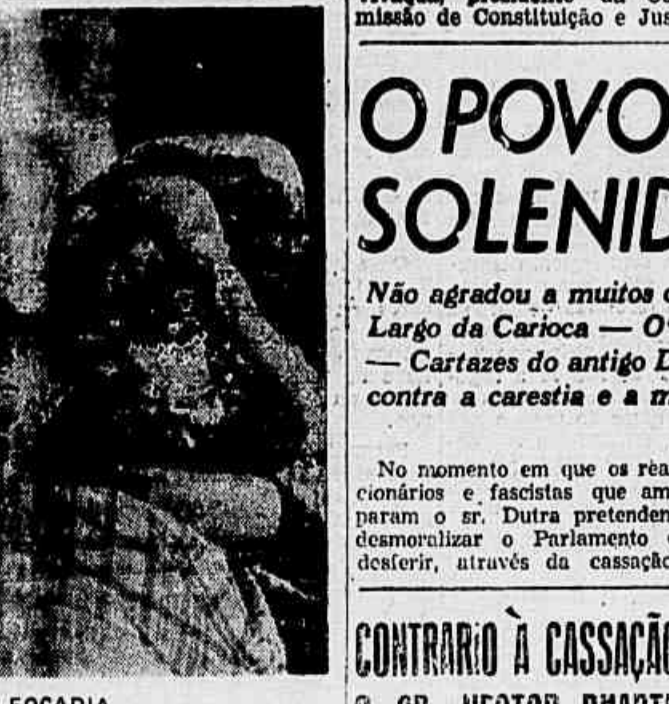 missão de Constituição e Jus
O POVO
SOLENID
Não agradou a muitos
Largo da Carioca — O
— Cartazes do antigo
contra a carestia e a
No momento em que os rea
cionários e fascistas que am
param o sr. Dutra pretenden
desmoralizar o Parlamento
desferir, através da cassaçã
CONTRARIO À CASSAÇÃ